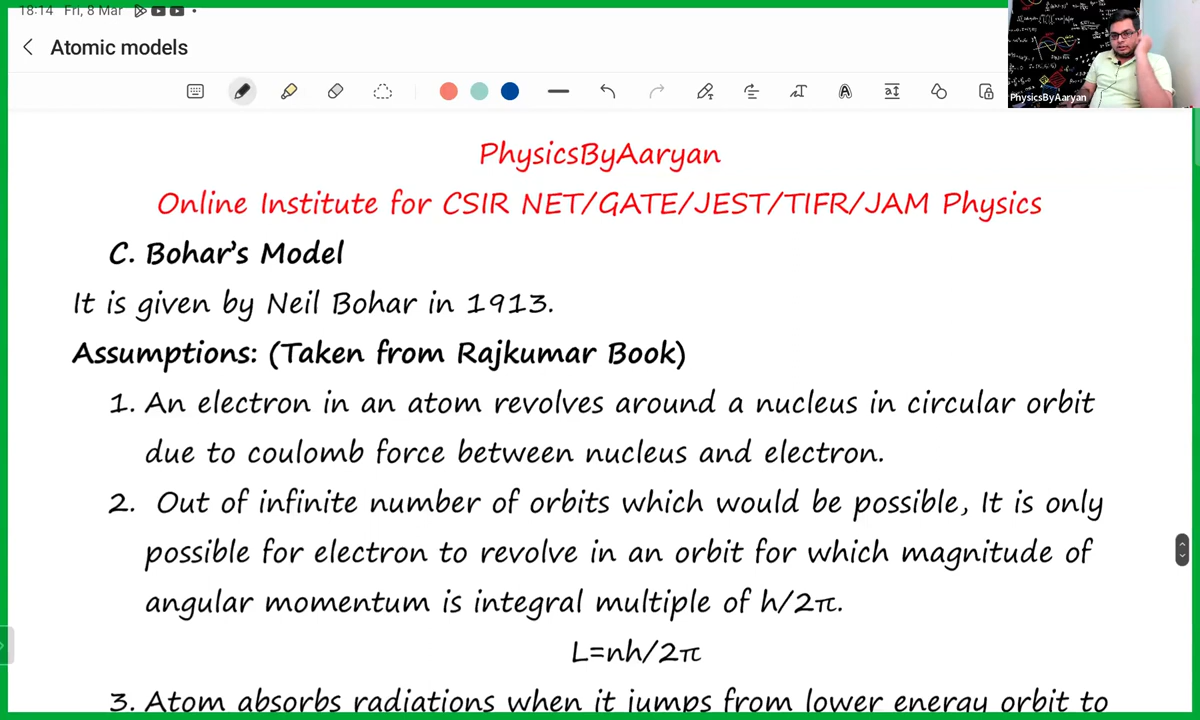 18:14 Fri, 8 Mar
Atomic models
PhysicsByAaryan
PhysicsByAaryan
Online Institute for CSIR NET/GATE/JEST/TIFR/JAM Physics
C. Bohar's Model
It is given by Neil Bohar in 1913.
Assumptions: (Taken from Rajkumar Book)
1. An electron in an atom revolves around a nucleus in circular orbit
due to coulomb force between nucleus and electron.
2. Out of infinite number of orbits which would be possible, It is only
possible for electron to revolve in an orbit for which magnitude of
angular momentum is integral multiple of h/2π.
L=nh/2π
3. Atom absorbs radiations when it jumps from lower energy orbit to